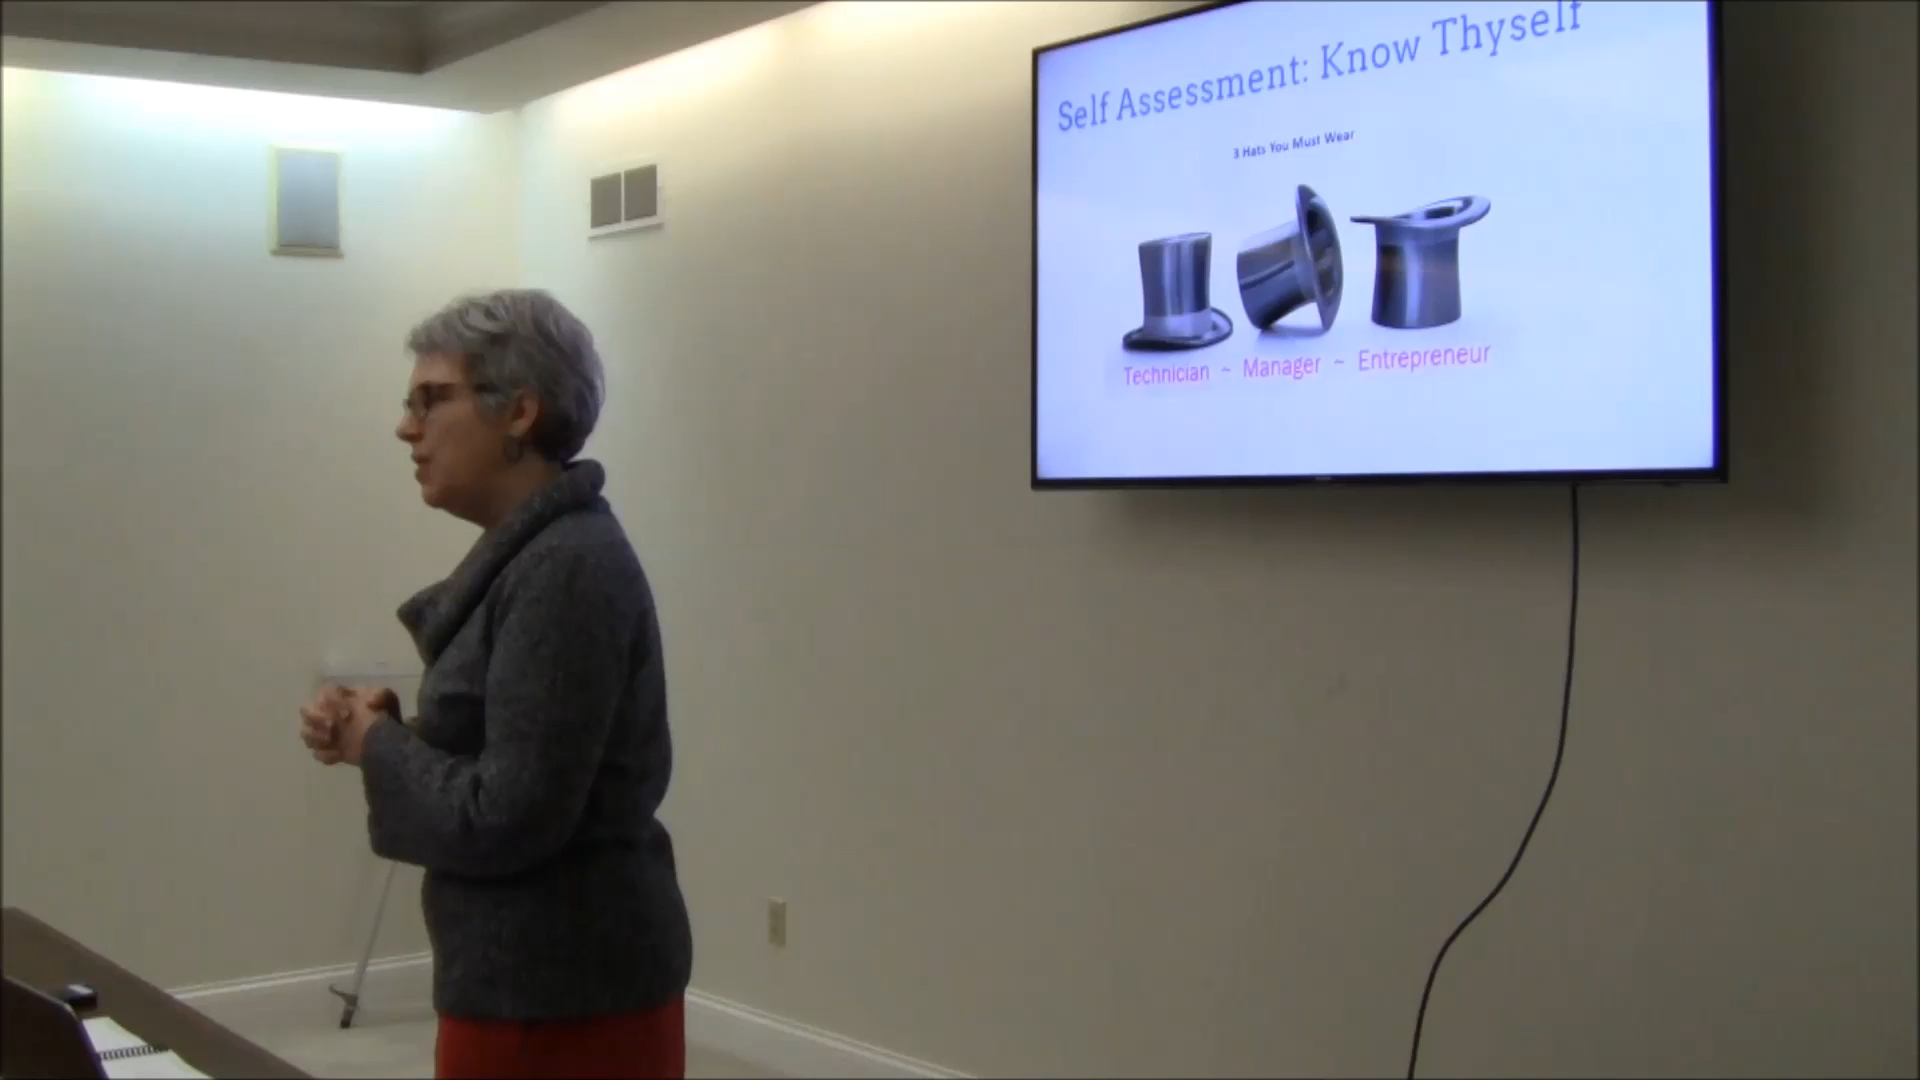 Self Assessment: Know Thyself
3 Hats You Must Wear
Technician ~ Manager ~ Entrepreneur